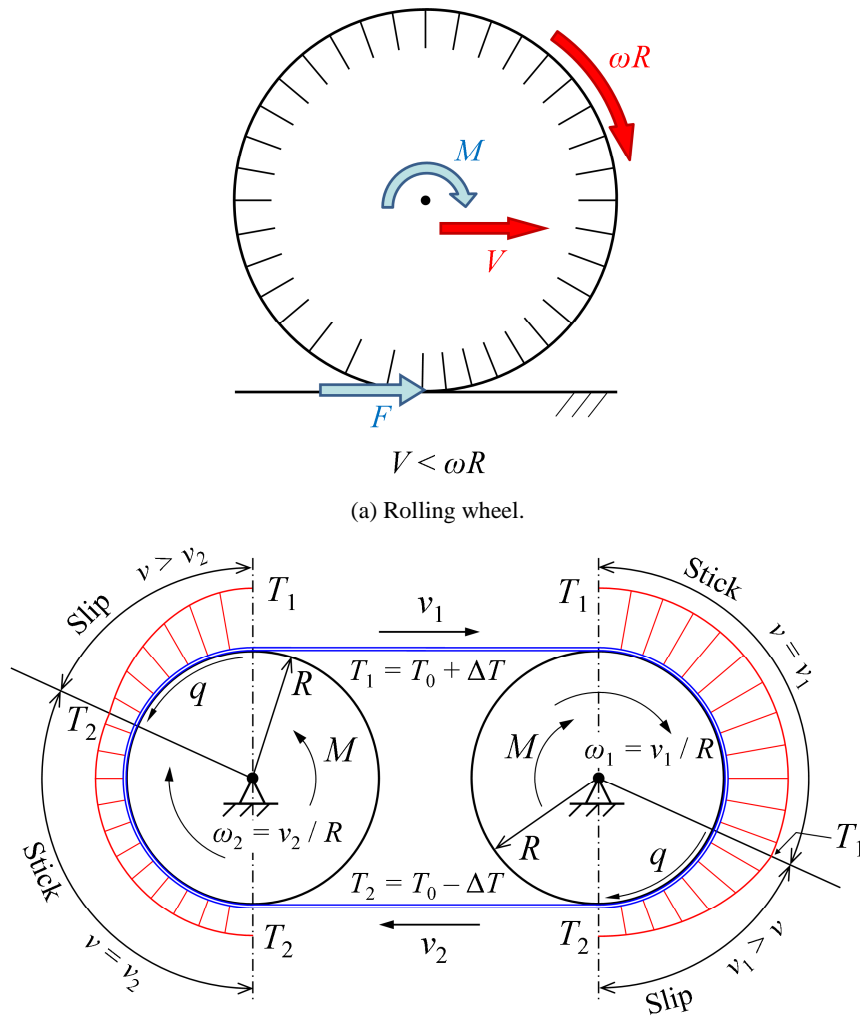 ωR
M
V
F
V < ωR
(a) Rolling wheel.
v > v₂
Slip
T₁
v₁
T₁
Stick
v = v₁
T₁ = T₀ + ΔT
q
R
T₂
M
M
ω₁ = v₁ / R
ω₂ = v₂ / R
R
q
T₁
Stick
T₂ = T₀ − ΔT
v = v₂
T₂
v₂
T₂
v₁ > v
Slip